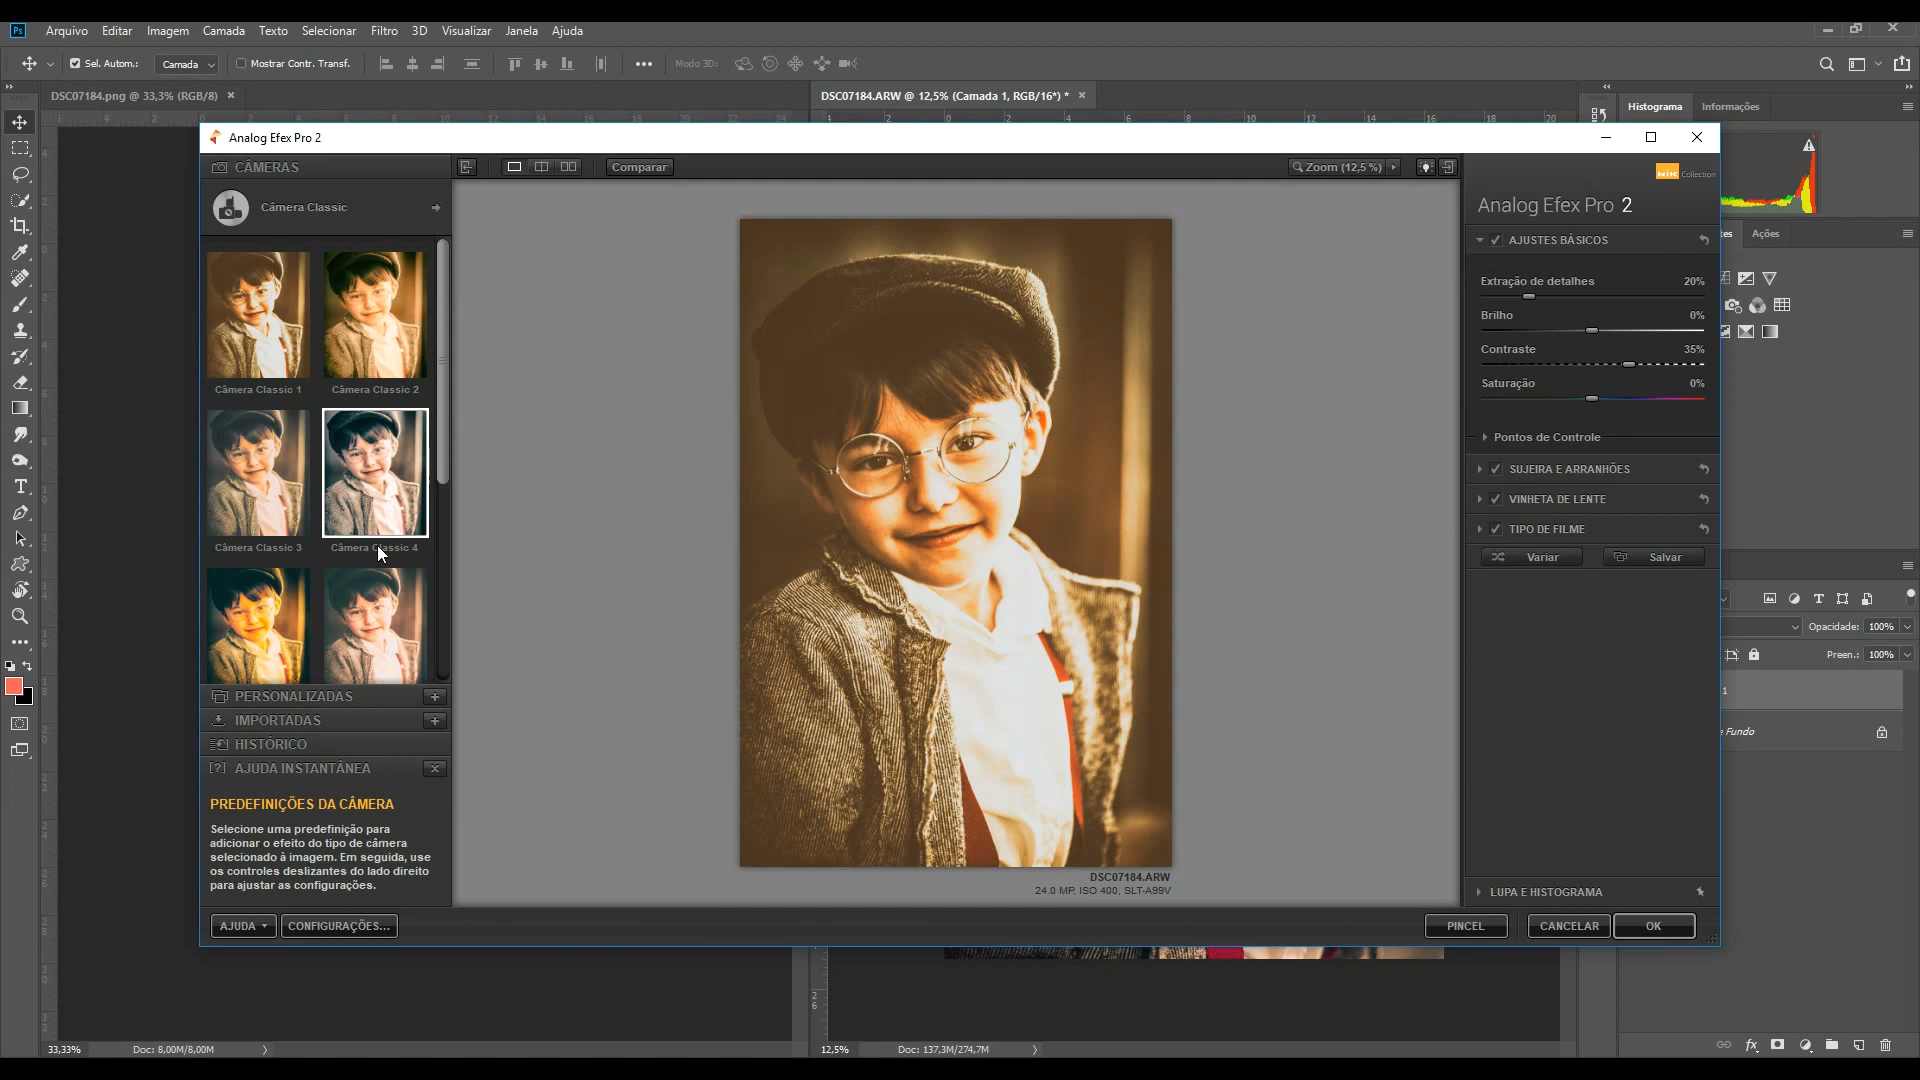 Ps Arquivo Editar Imagem Camada Texto Selecionar Filtro 3D Visualizar Janela Ajuda
Sel. Autom.: Camada Mostrar Contr. Transf. Modo 3D:
DSC07184.png @ 33,3% (RGB/8) DSC07184.ARW @ 12,5% (Camada 1, RGB/16*) *
Histograma Informações
Analog Efex Pro 2
CÂMERAS
Comparar
Zoom (12,5 %)
Nik Collection
Câmera Classic
Analog Efex Pro 2
Ações
AJUSTES BÁSICOS
Extração de detalhes 20%
Brilho 0%
Contraste 35%
Saturação 0%
Pontos de Controle
SUJEIRA E ARRANHÕES
VINHETA DE LENTE
TIPO DE FILME
Variar Salvar
Câmera Classic 1 Câmera Classic 2
Câmera Classic 3 Câmera Classic 4
PERSONALIZADAS
IMPORTADAS
HISTÓRICO
AJUDA INSTANTÂNEA
PREDEFINIÇÕES DA CÂMERA
Selecione uma predefinição para
adicionar o efeito do tipo de câmera
selecionado à imagem. Em seguida, use
os controles deslizantes do lado direito
para ajustar as configurações.
DSC07184.ARW
24.0 MP, ISO 400, SLT-A99V
LUPA E HISTOGRAMA
AJUDA CONFIGURAÇÕES...
PINCEL CANCELAR OK
Opacidade: 100%
Preen.: 100%
1
Fundo
33,33% Doc: 8,00M/8,00M
12,5% Doc: 137,3M/274,7M